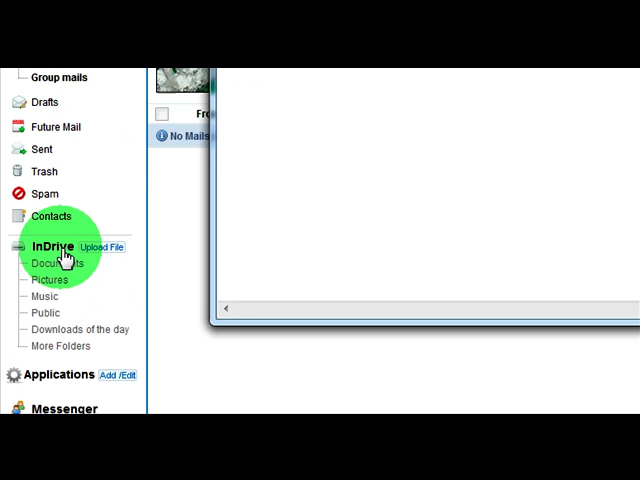 Group mails
Drafts
Future Mail
Sent
Trash
Spam
Contacts
InDrive Upload File
Documents
Pictures
Music
Public
Downloads of the day
More Folders
Applications Add /Edit
Messenger
No Mails